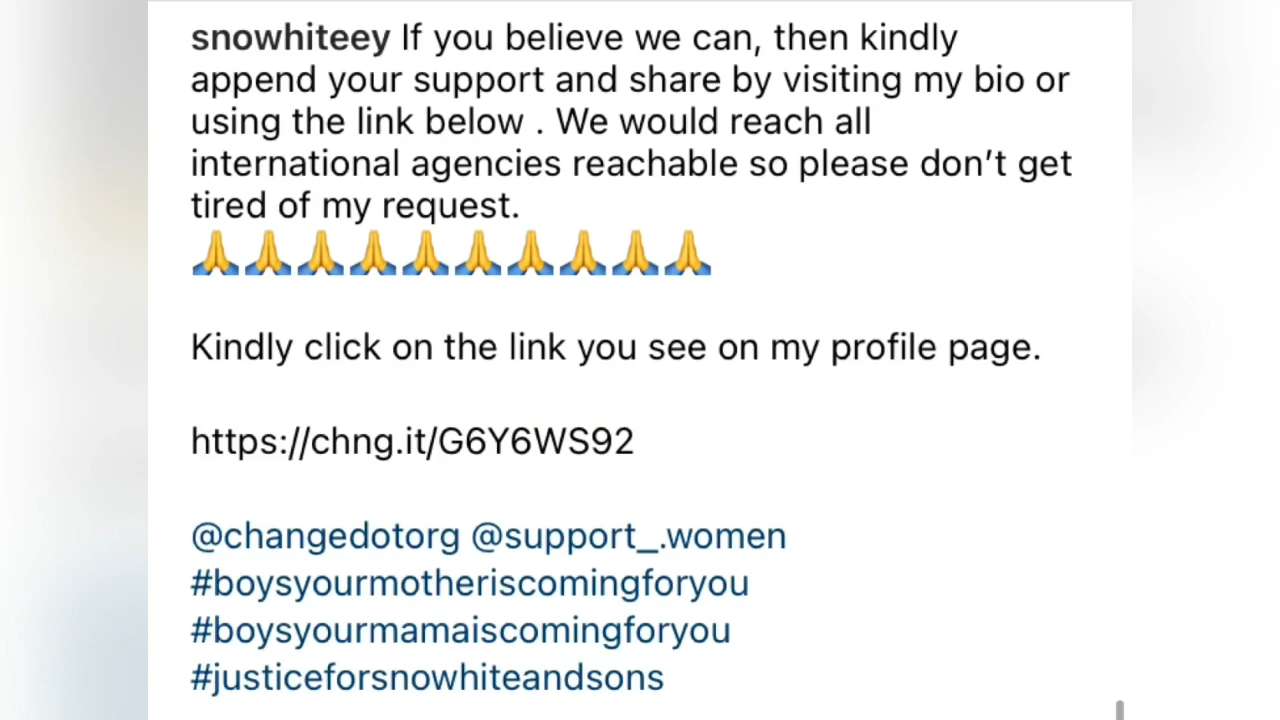 snowhiteey If you believe we can, then kindly
append your support and share by visiting my bio or
using the link below . We would reach all
international agencies reachable so please don’t get
tired of my request.
🙏🙏🙏🙏🙏🙏🙏🙏🙏🙏
Kindly click on the link you see on my profile page.
https://chng.it/G6Y6WS92
@changedotorg @support_.women
#boysyourmotheriscomingforyou
#boysyourmamaiscomingforyou
#justiceforsnowhiteandsons